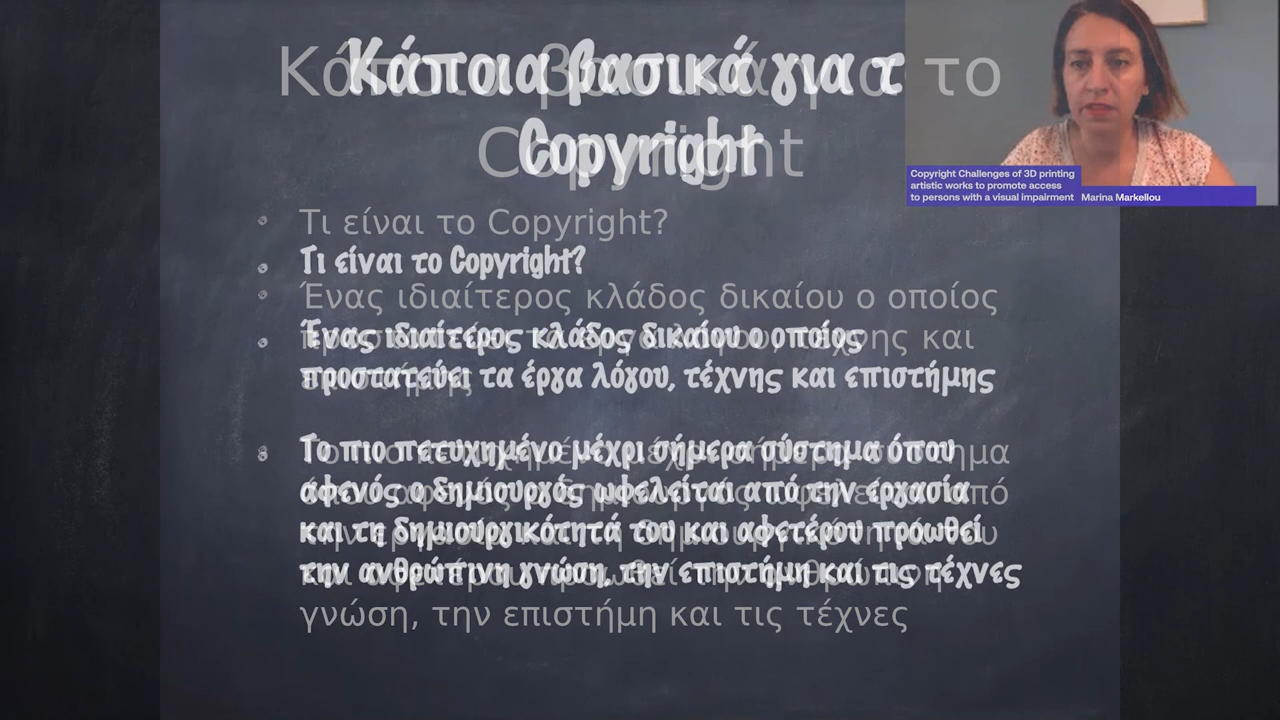 Κάποια βασικά για το
Copyright
Τι είναι το Copyright?
Ένας ιδιαίτερος κλάδος δικαίου ο οποίος
προστατεύει τα έργα λόγου, τέχνης και επιστήμης
Το πιο πετυχημένο μέχρι σήμερα σύστημα όπου
αφενός ο δημιουργός ωφελείται από την εργασία
και τη δημιουργικότητά του και αφετέρου προωθεί
την ανθρώπινη γνώση, την επιστήμη και τις τέχνες
Copyright Challenges of 3D printing
artistic works to promote access
to persons with a visual impairment Marina Markellou